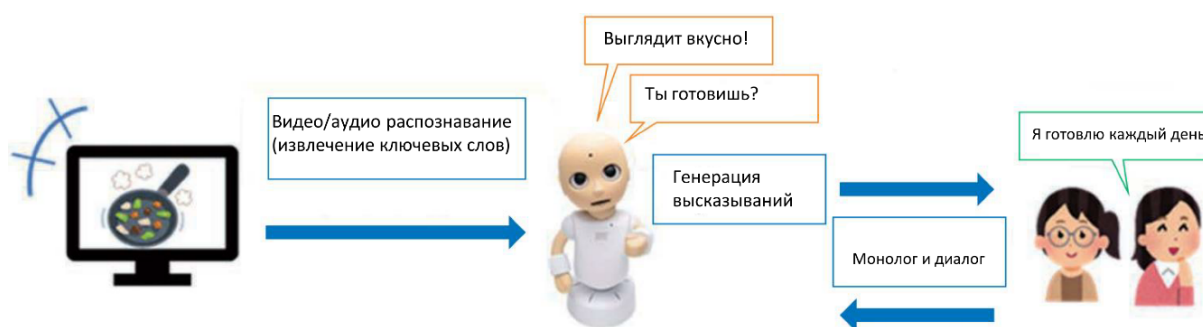 Выглядит вкусно!
Ты готовишь?
Видео/аудио распознавание
(извлечение ключевых слов)
Генерация
высказываний
Я готовлю каждый день
Монолог и диалог